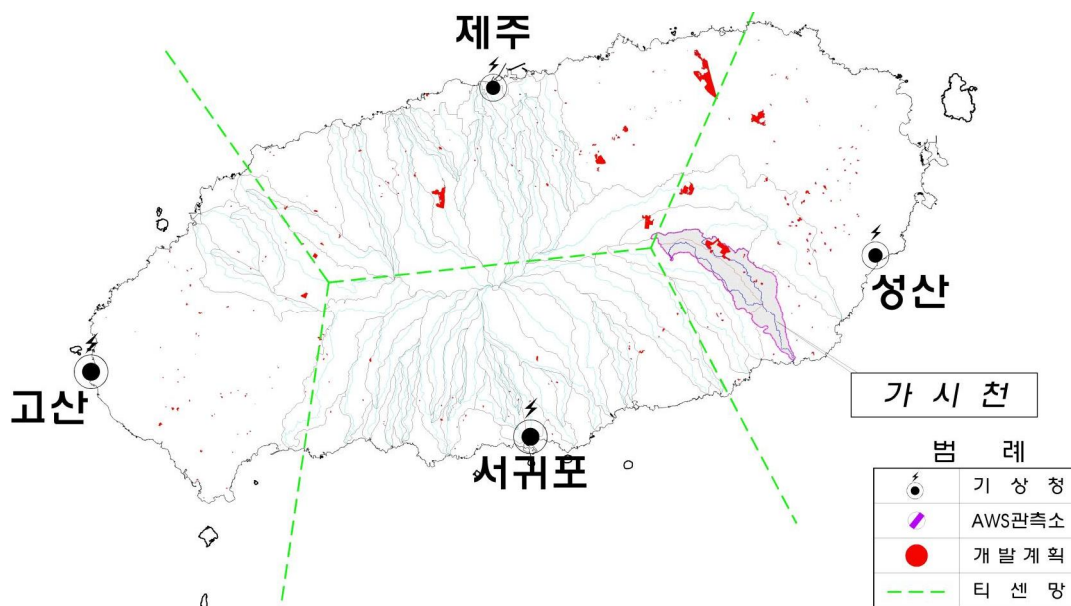 제주
성산
고산
가 시 천
서귀포
범 례
기 상 청
AWS관측소
개 발 계 획
티 센 망